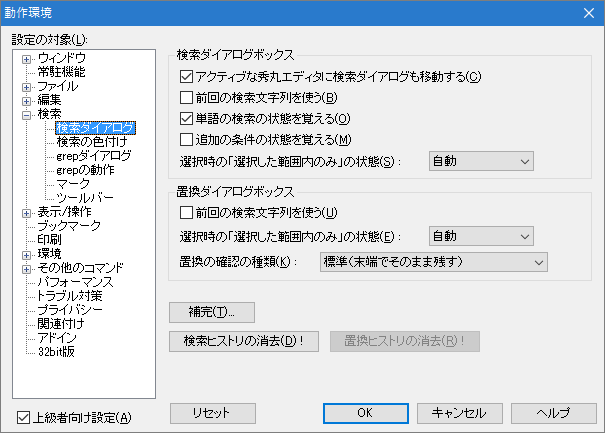 動作環境
設定の対象(L):
ウィンドウ
常駐機能
ファイル
編集
検索
検索ダイアログ
検索の色付け
grepダイアログ
grepの動作
マーク
ツールバー
表示/操作
ブックマーク
印刷
環境
その他のコマンド
パフォーマンス
トラブル対策
プライバシー
関連付け
アドイン
32bit版
上級者向け設定(A)
検索ダイアログボックス
アクティブな秀丸エディタに検索ダイアログも移動する(C)
前回の検索文字列を使う(B)
単語の検索の状態を覚える(O)
追加の条件の状態を覚える(M)
選択時の「選択した範囲内のみ」の状態(S): 自動
置換ダイアログボックス
前回の検索文字列を使う(U)
選択時の「選択した範囲内のみ」の状態(E): 自動
置換の確認の種類(K): 標準(末端でそのまま残す)
補完(T)...
検索ヒストリの消去(D)! 置換ヒストリの消去(R)!
リセット OK キャンセル ヘルプ